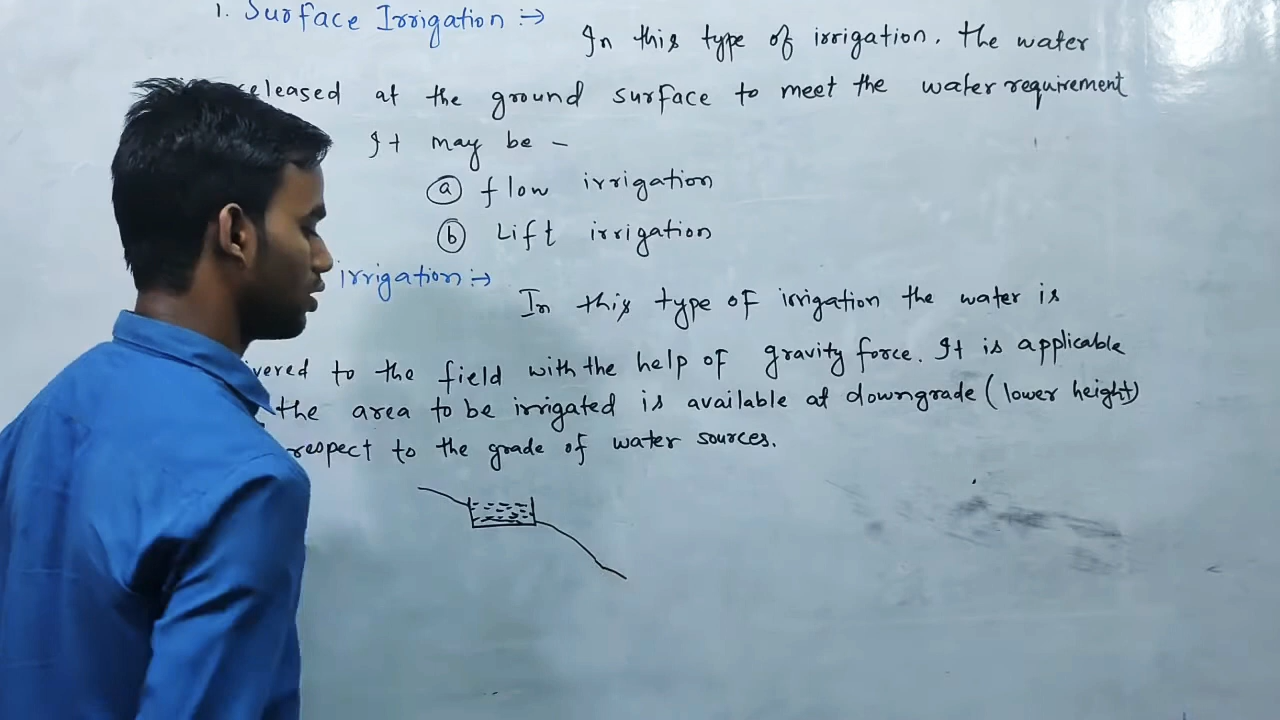 1. Surface Irrigation :→
In this type of irrigation, the water
eleased at the ground surface to meet the water requirement
It may be –
ⓐ flow irrigation
ⓑ Lift irrigation
irrigation :→
In this type of irrigation the water is
vered to the field with the help of gravity force. It is applicable
the area to be irrigated is available at downgrade (lower height)
respect to the grade of water sources.